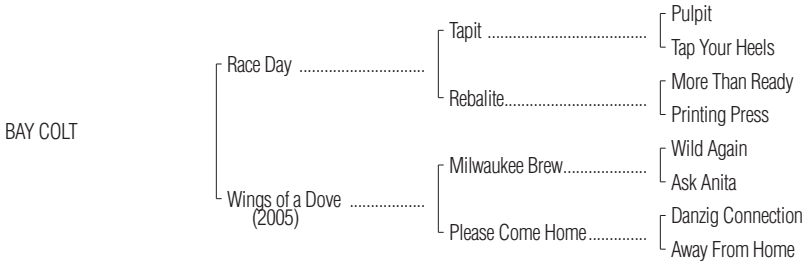 Pulpit
Tapit ......................................
Tap Your Heels
Race Day ..............................
More Than Ready
Rebalite..................................
Printing Press
BAY COLT
Wild Again
Milwaukee Brew....................
Ask Anita
Wings of a Dove ..................
(2005)
Danzig Connection
Please Come Home..............
Away From Home